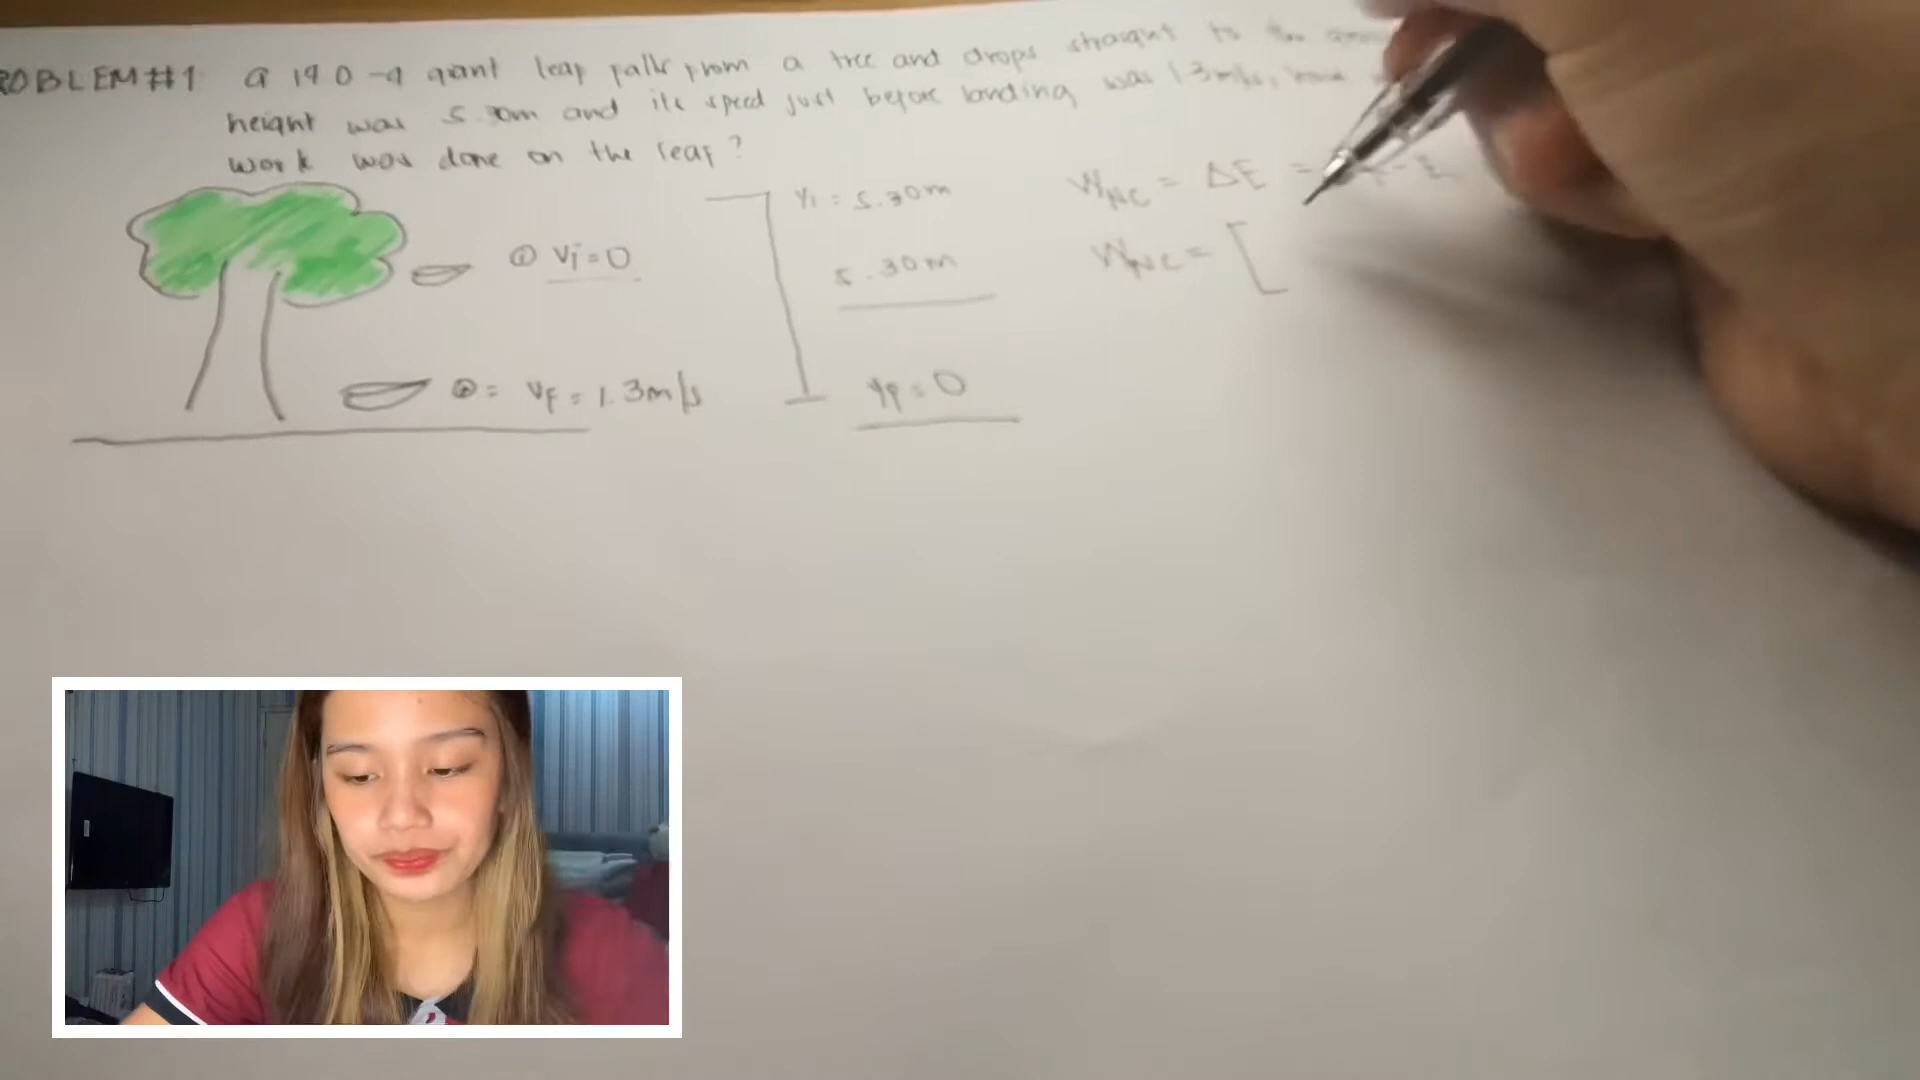 ROBLEM#1 a 190-g giant leaf falls from a tree and drops straight to the
height was 5.30m and its speed just before landing was 1.3m/s, how
work was done on the leaf?
Yi = 5.30m
WNC = ΔE =
① Vi=0
5.30m
WNC = [
② = VF = 1.3m/s
yf = 0